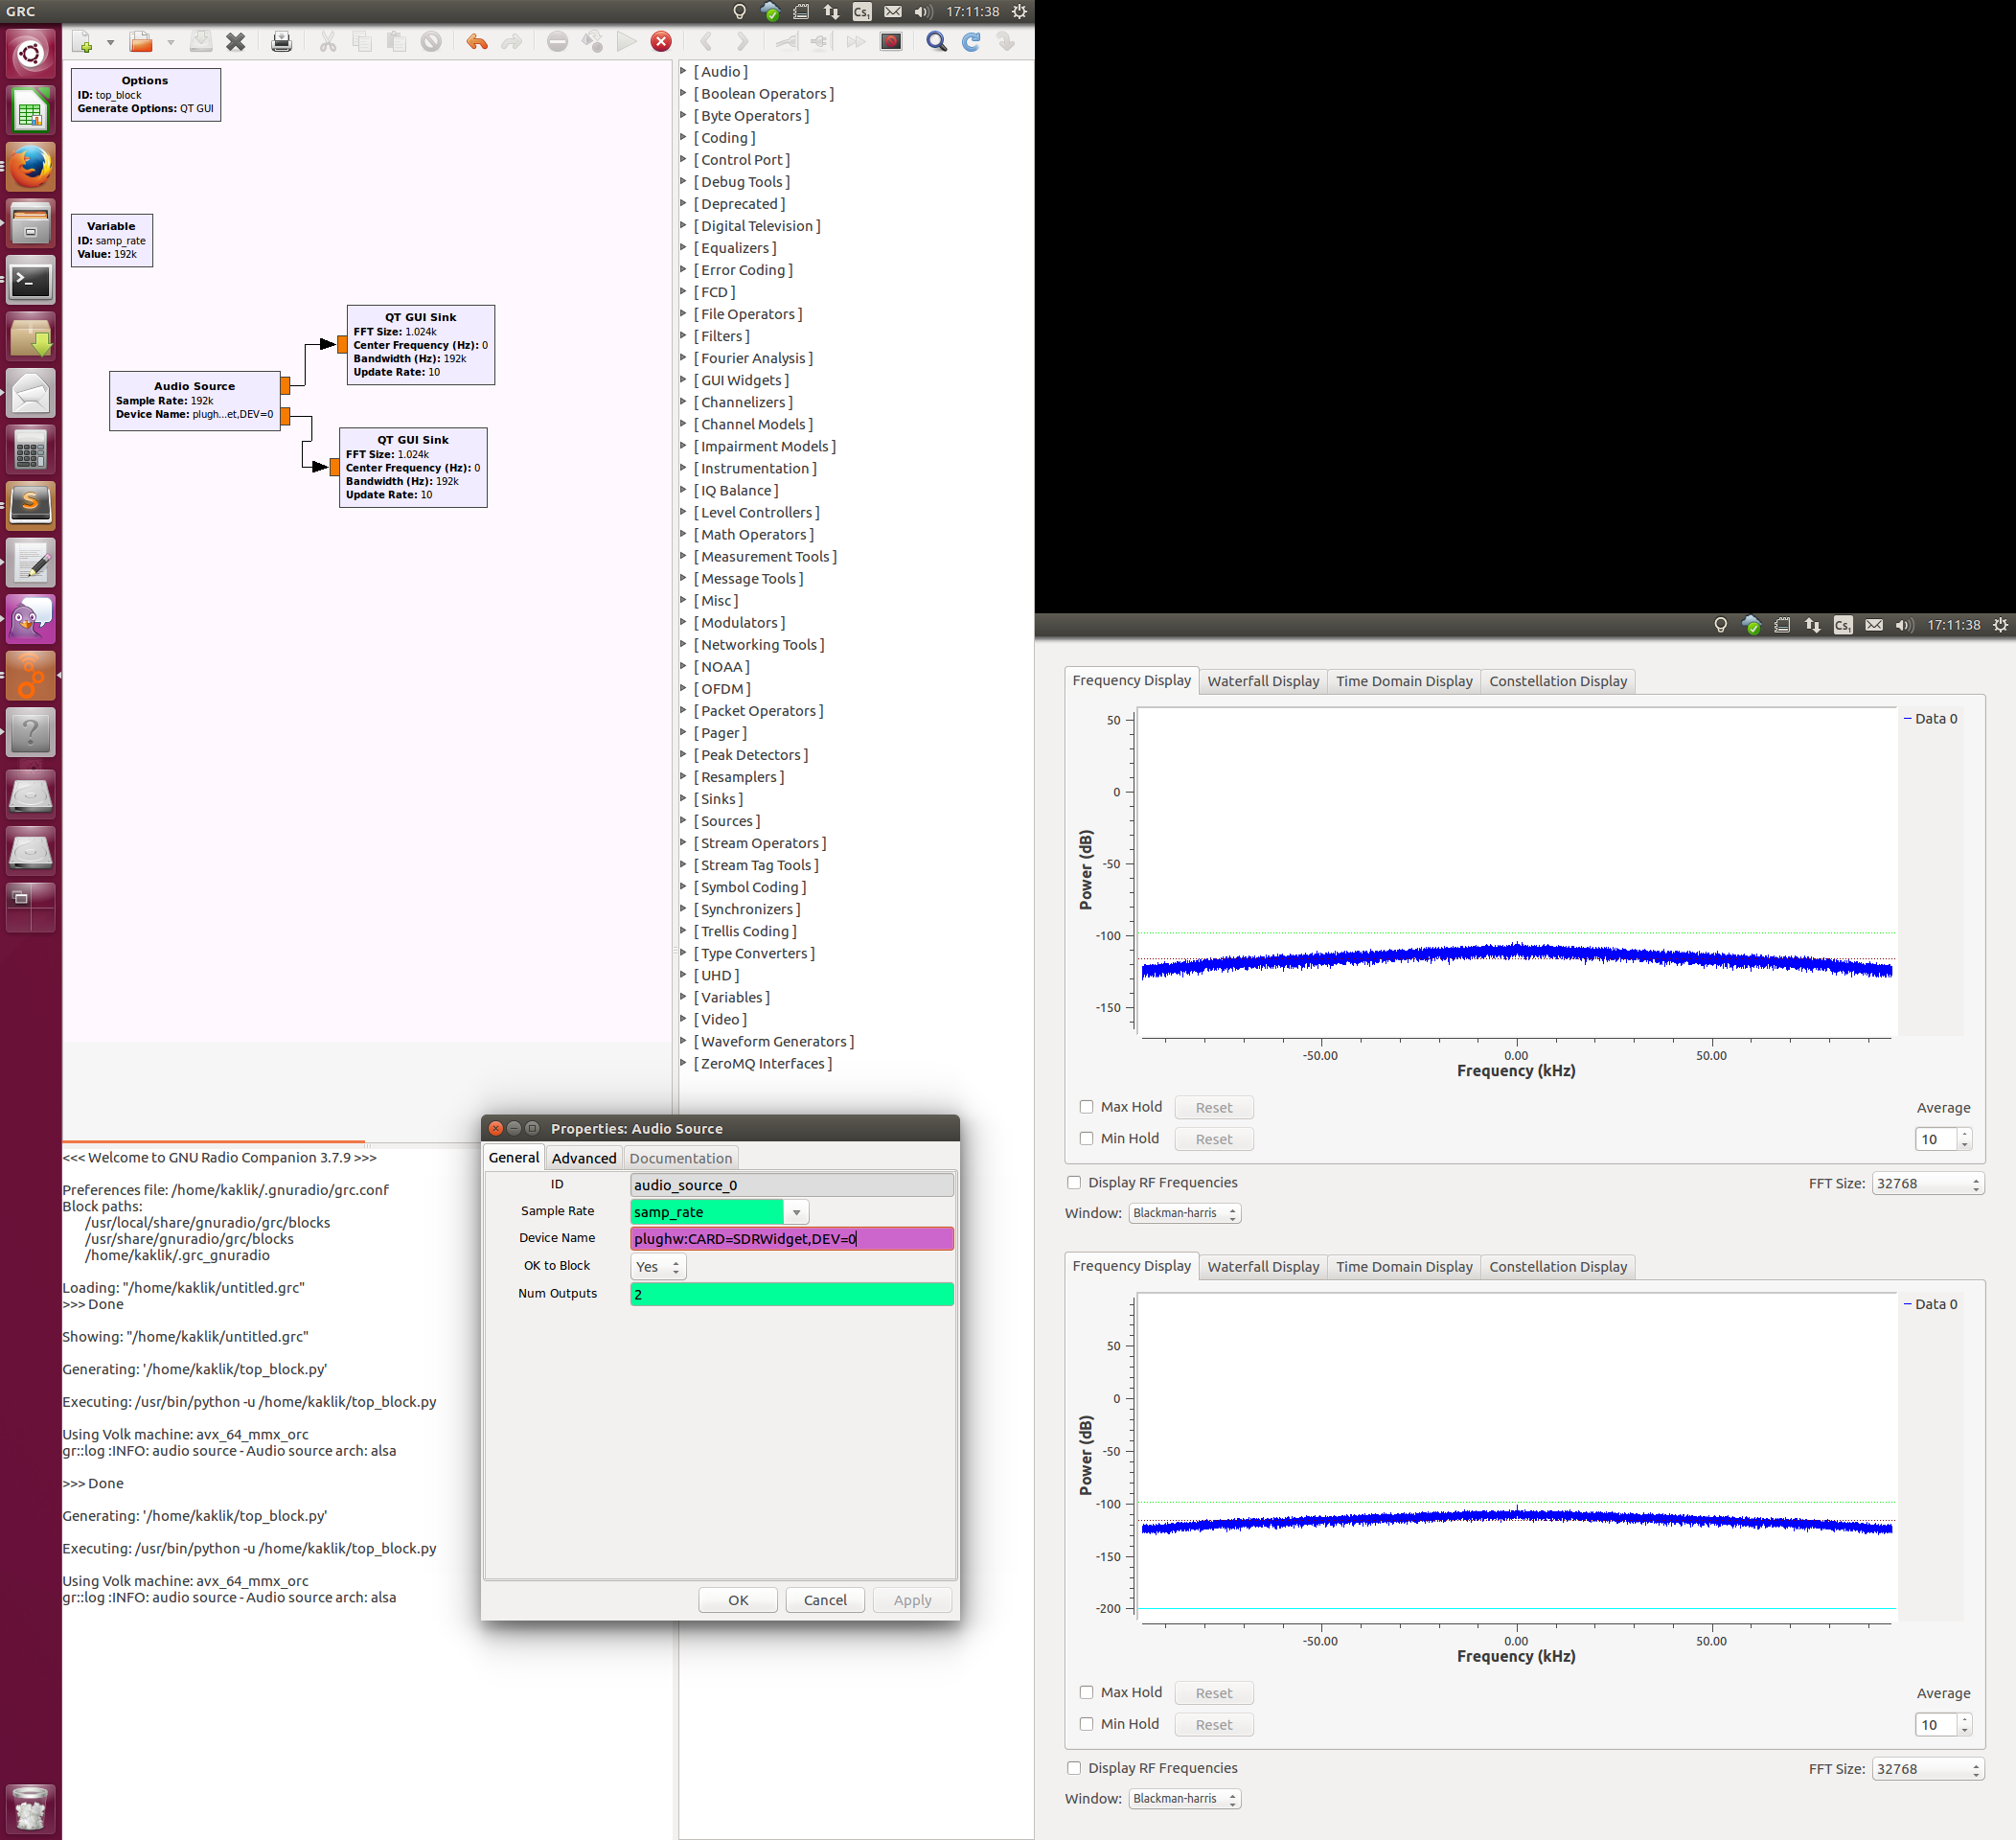 GRC
Cs1
17:11:38
Options
ID: top_block
Generate Options: QT GUI
Variable
ID: samp_rate
Value: 192k
Audio Source
Sample Rate: 192k
Device Name: plugh...et,DEV=0
QT GUI Sink
FFT Size: 1.024k
Center Frequency (Hz): 0
Bandwidth (Hz): 192k
Update Rate: 10
QT GUI Sink
FFT Size: 1.024k
Center Frequency (Hz): 0
Bandwidth (Hz): 192k
Update Rate: 10
[ Audio ]
[ Boolean Operators ]
[ Byte Operators ]
[ Coding ]
[ Control Port ]
[ Debug Tools ]
[ Deprecated ]
[ Digital Television ]
[ Equalizers ]
[ Error Coding ]
[ FCD ]
[ File Operators ]
[ Filters ]
[ Fourier Analysis ]
[ GUI Widgets ]
[ Channelizers ]
[ Channel Models ]
[ Impairment Models ]
[ Instrumentation ]
[ IQ Balance ]
[ Level Controllers ]
[ Math Operators ]
[ Measurement Tools ]
[ Message Tools ]
[ Misc ]
[ Modulators ]
[ Networking Tools ]
[ NOAA ]
[ OFDM ]
[ Packet Operators ]
[ Pager ]
[ Peak Detectors ]
[ Resamplers ]
[ Sinks ]
[ Sources ]
[ Stream Operators ]
[ Stream Tag Tools ]
[ Symbol Coding ]
[ Synchronizers ]
[ Trellis Coding ]
[ Type Converters ]
[ UHD ]
[ Variables ]
[ Video ]
[ Waveform Generators ]
[ ZeroMQ Interfaces ]
<<< Welcome to GNU Radio Companion 3.7.9 >>>
Preferences file: /home/kaklik/.gnuradio/grc.conf
Block paths:
/usr/local/share/gnuradio/grc/blocks
/usr/share/gnuradio/grc/blocks
/home/kaklik/.grc_gnuradio
Loading: "/home/kaklik/untitled.grc"
>>> Done
Showing: "/home/kaklik/untitled.grc"
Generating: '/home/kaklik/top_block.py'
Executing: /usr/bin/python -u /home/kaklik/top_block.py
Using Volk machine: avx_64_mmx_orc
gr::log :INFO: audio source - Audio source arch: alsa
>>> Done
Generating: '/home/kaklik/top_block.py'
Executing: /usr/bin/python -u /home/kaklik/top_block.py
Using Volk machine: avx_64_mmx_orc
gr::log :INFO: audio source - Audio source arch: alsa
Properties: Audio Source
General Advanced Documentation
ID audio_source_0
Sample Rate samp_rate
Device Name plughw:CARD=SDRWidget,DEV=0
OK to Block Yes
Num Outputs 2
OK Cancel Apply
Cs1
17:11:38
Frequency Display Waterfall Display Time Domain Display Constellation Display
Data 0
50
0
-50
-100
-150
Power (dB)
-50.00 0.00 50.00
Frequency (kHz)
Max Hold Reset Average
Min Hold Reset 10
Display RF Frequencies FFT Size: 32768
Window: Blackman-harris
Frequency Display Waterfall Display Time Domain Display Constellation Display
Data 0
50
0
-50
-100
-150
-200
Power (dB)
-50.00 0.00 50.00
Frequency (kHz)
Max Hold Reset Average
Min Hold Reset 10
Display RF Frequencies FFT Size: 32768
Window: Blackman-harris